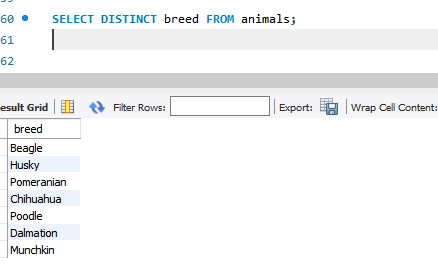 60 SELECT DISTINCT breed FROM animals;
61
62
esult Grid Filter Rows: Export: Wrap Cell Content:
breed
Beagle
Husky
Pomeranian
Chihuahua
Poodle
Dalmation
Munchkin